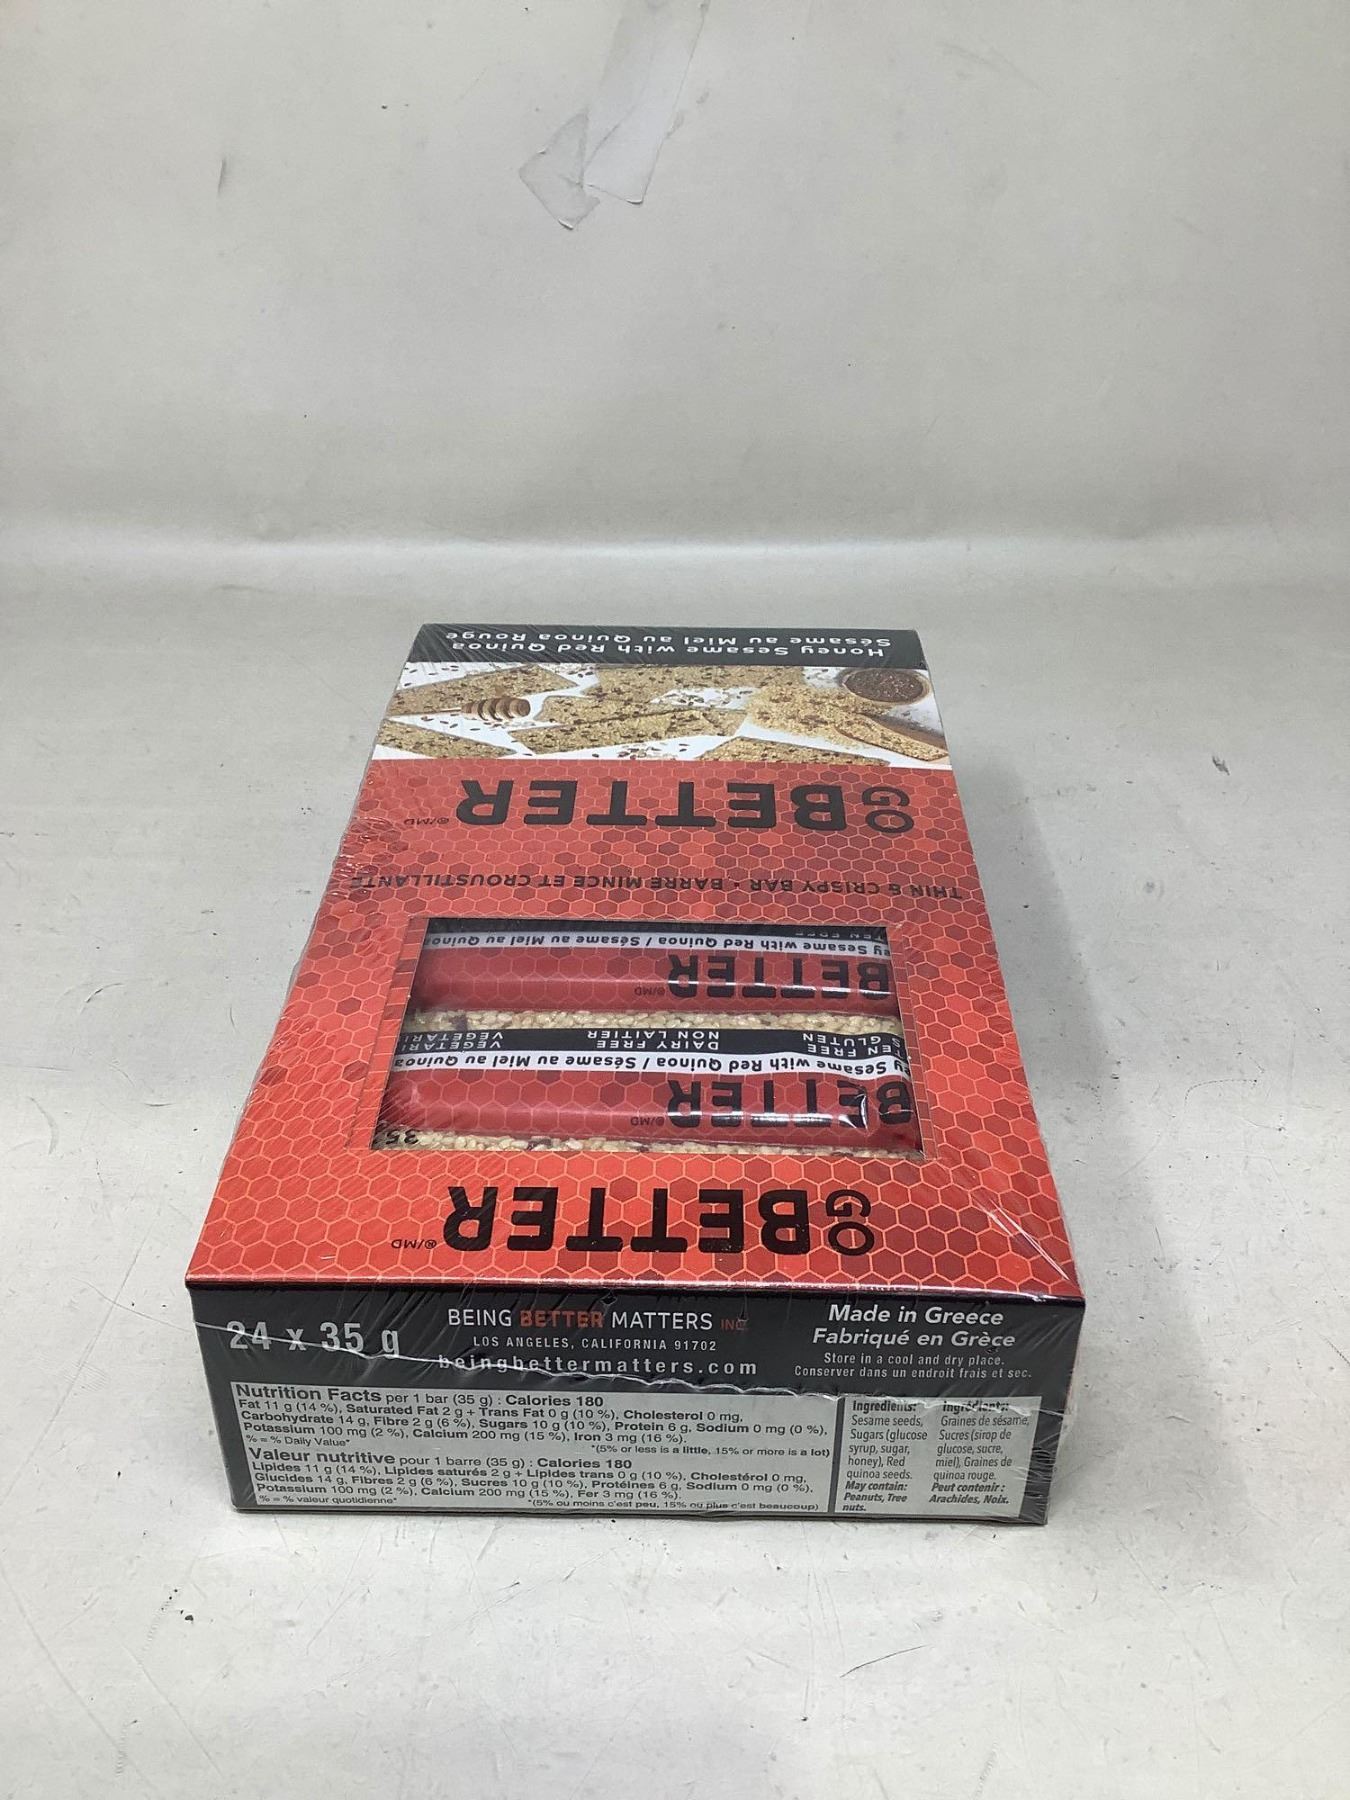 Honey Sesame with Red Quinoa
Sésame au Miel au Quinoa Rouge
GO BETTER ®/MD
THIN & CRISPY BAR • BARRE MINCE ET CROUSTILLANTE
Sesame with Red Quinoa / Sésame au Miel au Quinoa
BETTER ®/MD
FREE DAIRY FREE
GLUTEN NON LAITIER
Sesame with Red Quinoa / Sésame au Miel au Quinoa
BETTER ®/MD
35
GO BETTER ®/MD
24 x 35 g
BEING BETTER MATTERS INC.
LOS ANGELES, CALIFORNIA 91702
beingbettermatters.com
Made in Greece
Fabriqué en Grèce
Store in a cool and dry place.
Conserver dans un endroit frais et sec.
Nutrition Facts per 1 bar (35 g) : Calories 180
Fat 11 g (14 %), Saturated Fat 2 g + Trans Fat 0 g (10 %), Cholesterol 0 mg,
Carbohydrate 14 g, Fibre 2 g (6 %), Sugars 10 g (10 %), Protein 6 g, Sodium 0 mg (0 %),
Potassium 100 mg (2 %), Calcium 200 mg (15 %), Iron 3 mg (16 %).
% = % Daily Value* *(5% or less is a little, 15% or more is a lot)
Valeur nutritive pour 1 barre (35 g) : Calories 180
Lipides 11 g (14 %), Lipides saturés 2 g + Lipides trans 0 g (10 %), Cholestérol 0 mg,
Glucides 14 g, Fibres 2 g (6 %), Sucres 10 g (10 %), Protéines 6 g, Sodium 0 mg (0 %),
Potassium 100 mg (2 %), Calcium 200 mg (15 %), Fer 3 mg (16 %).
% = % valeur quotidienne* *(5% ou moins c'est peu, 15% ou plus c'est beaucoup)
Ingredients:
Sesame seeds,
Sugars (glucose
syrup, sugar,
honey), Red
quinoa seeds.
May contain:
Peanuts, Tree
nuts.
Ingrédients:
Graines de sésame,
Sucres (sirop de
glucose, sucre,
miel), Graines de
quinoa rouge.
Peut contenir :
Arachides, Noix.